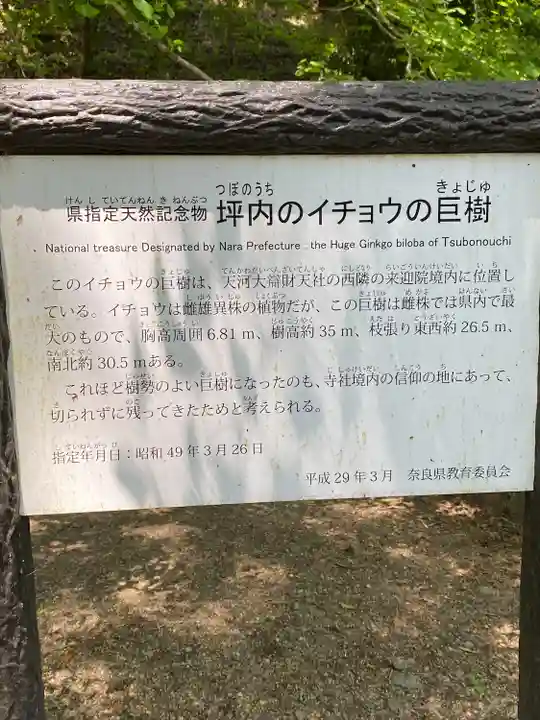 県指定天然記念物 坪内のイチョウの巨樹
National treasure Designated by Nara Prefecture the Huge Ginkgo biloba of Tsubonouchi
このイチョウの巨樹は、天河大辯財天社の西隣の来迎院境内に位置し
ている。イチョウは雌雄異株の植物だが、この巨樹は雌株では県内で最
大のもので、胸高周囲 6.81 m、樹高約 35 m、枝張り東西約 26.5 m、
南北約 30.5 mある。
これほど樹勢のよい巨樹になったのも、寺社境内の信仰の地にあって、
切られずに残ってきたためと考えられる。
指定年月日：昭和 49 年 3 月 26 日
平成 29 年 3 月 奈良県教育委員会